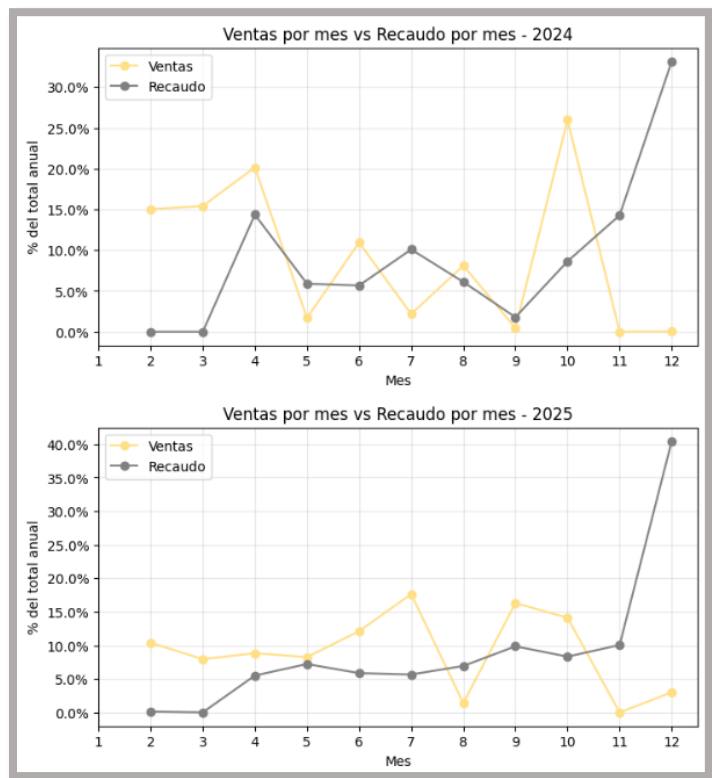 Ventas por mes vs Recaudo por mes - 2024
Ventas
Recaudo
30.0%
25.0%
20.0%
15.0%
10.0%
5.0%
0.0%
% del total anual
1 2 3 4 5 6 7 8 9 10 11 12
Mes
Ventas por mes vs Recaudo por mes - 2025
Ventas
Recaudo
40.0%
35.0%
30.0%
25.0%
20.0%
15.0%
10.0%
5.0%
0.0%
% del total anual
1 2 3 4 5 6 7 8 9 10 11 12
Mes